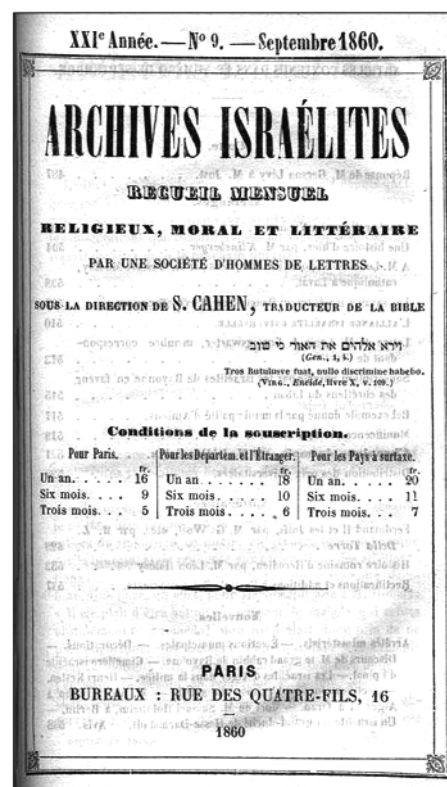 XXIᵉ Année.—Nº 9.—Septembre 1860.
ARCHIVES ISRAÉLITES
RECUEIL MENSUEL
RELIGIEUX, MORAL ET LITTÉRAIRE
PAR UNE SOCIÉTÉ D'HOMMES DE LETTRES
SOUS LA DIRECTION DE S. CAHEN, TRADUCTEUR DE LA BIBLE
וירא אלהים את האור כי טוב
(Gen., 1, 4.)
Tros Rutulusve fuat, nullo discrimine habebo.
(VIRG., Enéide, livre X, v. 109.)
Conditions de la souscription.
Pour Paris. Pour les Départem. et l'Étranger. Pour les Pays à surtaxe.
fr. fr. fr.
Un an. . . . . 16 Un an . . . . . . . 18 Un an. . . . . . 20
Six mois. . . . 9 Six mois. . . . . . 10 Six mois. . . . . 11
Trois mois. . . 5 Trois mois. . . . . 6 Trois mois. . . . 7
PARIS
BUREAUX : RUE DES QUATRE-FILS, 16
1860